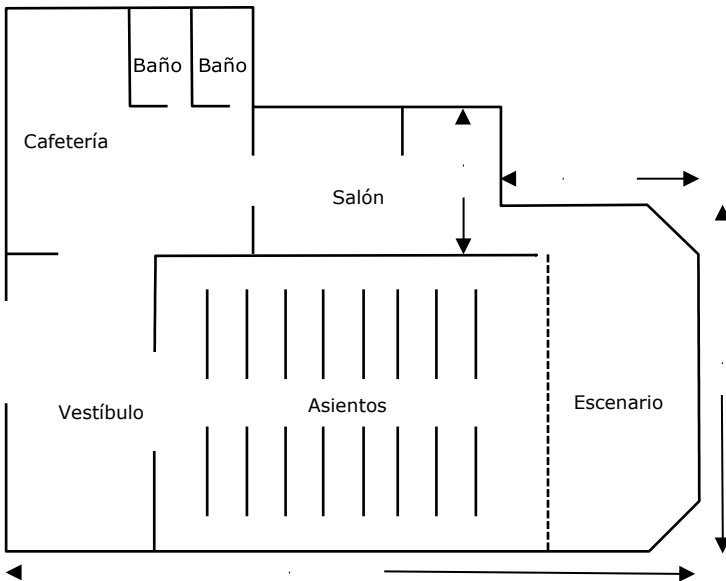 Baño
Baño
Cafetería
Salón
Vestíbulo
Asientos
Escenario